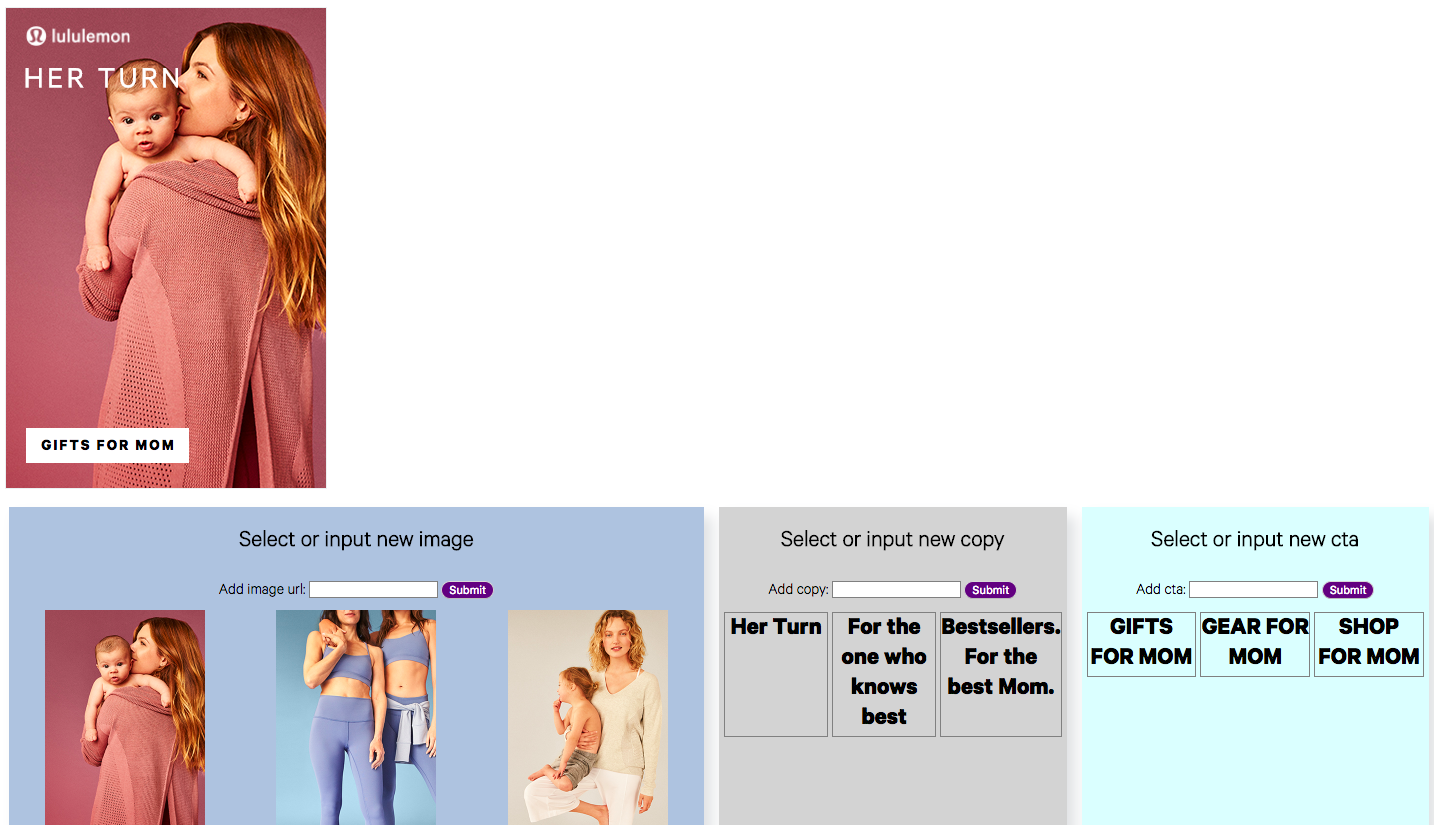 lululemon
HER TURN
GIFTS FOR MOM
Select or input new image
Add image url:
Submit
Select or input new copy
Add copy:
Submit
Her Turn
For the
one who
knows
best
Bestsellers.
For the
best Mom.
Select or input new cta
Add cta:
Submit
GIFTS
FOR MOM
GEAR FOR
MOM
SHOP
FOR MOM